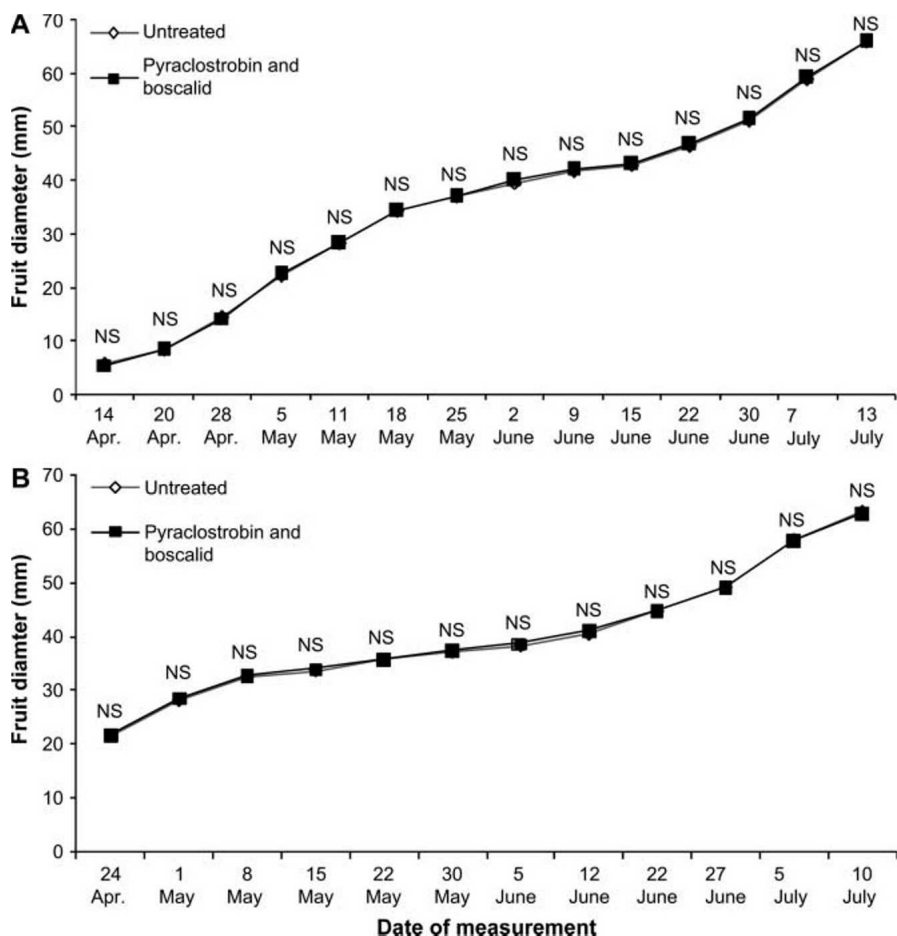 A
Untreated
Pyraclostrobin and
boscalid
Fruit diameter (mm)
70
60
50
40
30
20
10
0
NS NS NS NS NS NS NS NS NS NS NS NS NS NS
14 20 28 5 11 18 25 2 9 15 22 30 7 13
Apr. Apr. Apr. May May May May June June June June June July July
B
Untreated
Pyraclostrobin and
boscalid
Fruit diamter (mm)
70
60
50
40
30
20
10
0
NS NS NS NS NS NS NS NS NS NS NS NS
24 1 8 15 22 30 5 12 22 27 5 10
Apr. May May May May May June June June June July July
Date of measurement